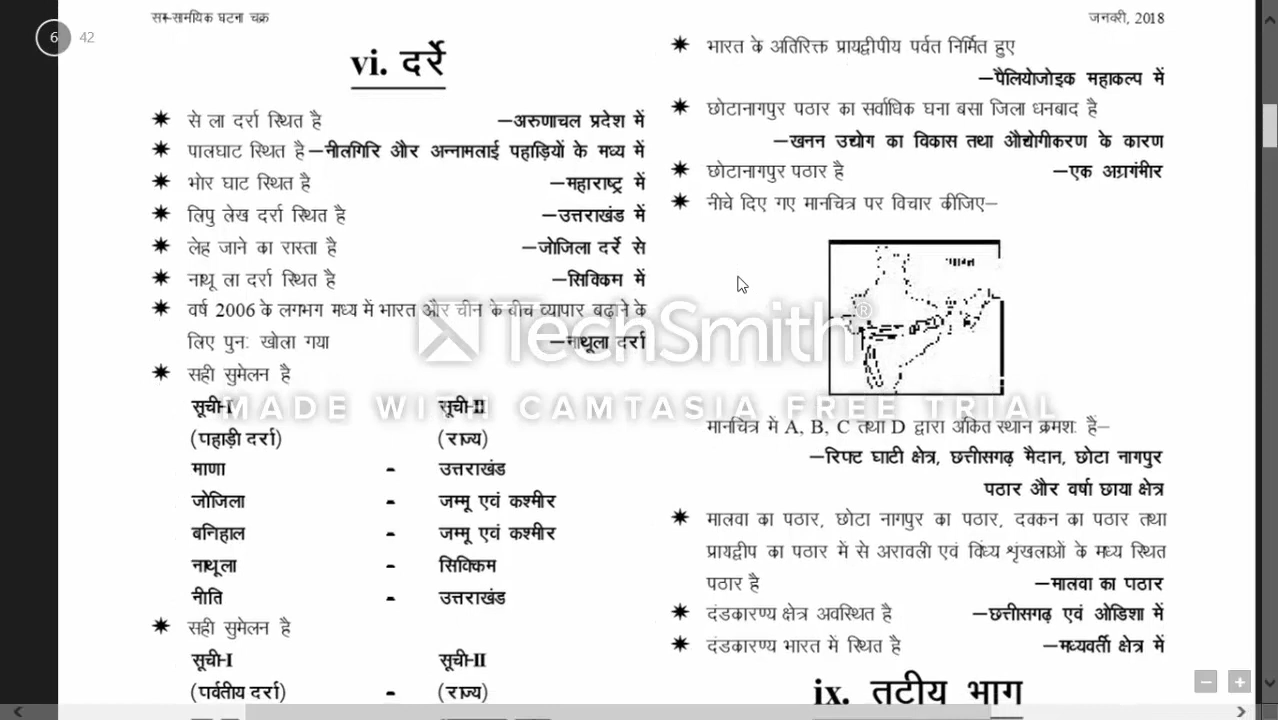 6 42
सम-सामयिक घटना चक्र
जनवरी, 2018
vi. दर्रे
✷ से ला दर्रा स्थित है –अरुणाचल प्रदेश में
✷ पालघाट स्थित है –नीलगिरि और अन्नामलाई पहाड़ियों के मध्य में
✷ भोर घाट स्थित है –महाराष्ट्र में
✷ लिपु लेख दर्रा स्थित है –उत्तराखंड में
✷ लेह जाने का रास्ता है –जोजिला दर्रे से
✷ नाथू ला दर्रा स्थित है –सिक्किम में
✷ वर्ष 2006 के लगभग मध्य में भारत और चीन के बीच व्यापार बढ़ाने के
लिए पुनः खोला गया –नाथूला दर्रा
✷ सही सुमेलन है
सूची-I सूची-II
(पहाड़ी दर्रा) (राज्य)
माणा - उत्तराखंड
जोजिला - जम्मू एवं कश्मीर
बनिहाल - जम्मू एवं कश्मीर
नाथूला - सिक्किम
नीति - उत्तराखंड
✷ सही सुमेलन है
सूची-I सूची-II
(पर्वतीय दर्रा) - (राज्य)
✷ भारत के अतिरिक्त प्रायद्वीपीय पर्वत निर्मित हुए
–पैलियोजोइक महाकल्प में
✷ छोटानागपुर पठार का सर्वाधिक घना बसा जिला धनबाद है
–खनन उद्योग का विकास तथा औद्योगीकरण के कारण
✷ छोटानागपुर पठार है –एक अग्रगंभीर
✷ नीचे दिए गए मानचित्र पर विचार कीजिए–
भारत
मानचित्र में A, B, C तथा D द्वारा अंकित स्थान क्रमशः हैं–
–रिफ्ट घाटी क्षेत्र, छत्तीसगढ़ मैदान, छोटा नागपुर
पठार और वर्षा छाया क्षेत्र
✷ मालवा का पठार, छोटा नागपुर का पठार, दक्कन का पठार तथा
प्रायद्वीप का पठार में से अरावली एवं विंध्य शृंखलाओं के मध्य स्थित
पठार है –मालवा का पठार
✷ दंडकारण्य क्षेत्र अवस्थित है –छत्तीसगढ़ एवं ओडिशा में
✷ दंडकारण्य भारत में स्थित है –मध्यवर्ती क्षेत्र में
ix. तटीय भाग
TechSmith®
MADE WITH CAMTASIA FREE TRIAL